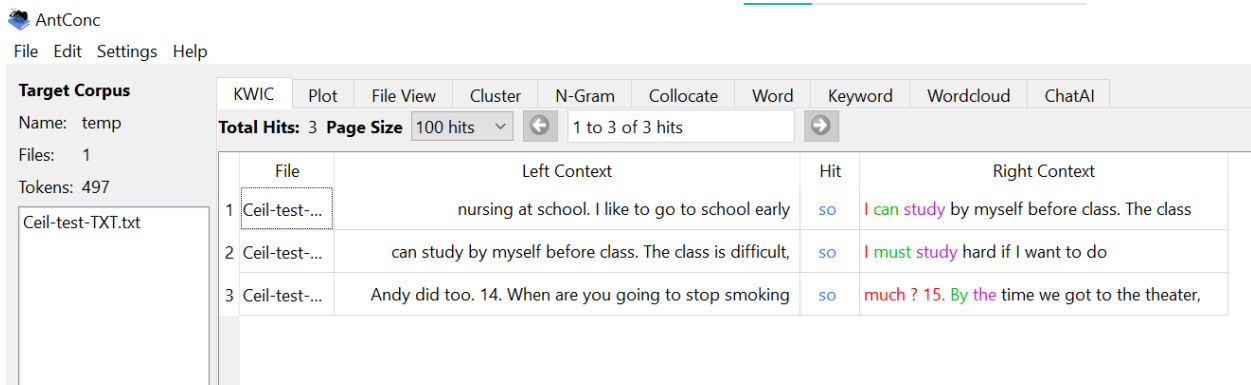 AntConc
File Edit Settings Help
Target Corpus
Name: temp
Files: 1
Tokens: 497
Ceil-test-TXT.txt
KWIC Plot File View Cluster N-Gram Collocate Word Keyword Wordcloud ChatAI
Total Hits: 3 Page Size 100 hits 1 to 3 of 3 hits
File Left Context Hit Right Context
1 Ceil-test-... nursing at school. I like to go to school early so I can study by myself before class. The class
2 Ceil-test-... can study by myself before class. The class is difficult, so I must study hard if I want to do
3 Ceil-test-... Andy did too. 14. When are you going to stop smoking so much ? 15. By the time we got to the theater,